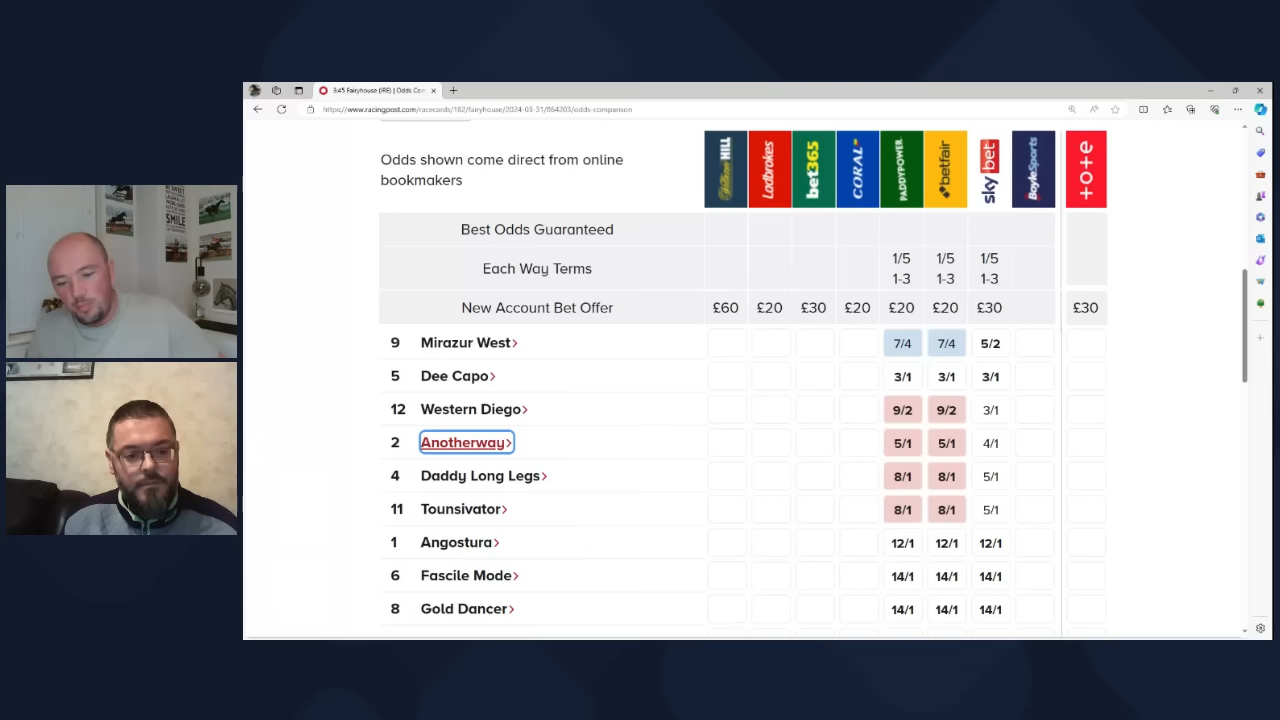 3:45 Fairyhouse (IRE) | Odds Com
https://www.racingpost.com/racecards/182/fairyhouse/2024-03-31/864203/odds-comparison
Odds shown come direct from online
bookmakers
William HILL Ladbrokes bet365 CORAL PADDYPOWER betfair sky bet BoyleSports tote
Best Odds Guaranteed
Each Way Terms 1/5 1-3 1/5 1-3 1/5 1-3
New Account Bet Offer £60 £20 £30 £20 £20 £20 £30 £30
9 Mirazur West> 7/4 7/4 5/2
5 Dee Capo> 3/1 3/1 3/1
12 Western Diego> 9/2 9/2 3/1
2 Anotherway> 5/1 5/1 4/1
4 Daddy Long Legs> 8/1 8/1 5/1
11 Tounsivator> 8/1 8/1 5/1
1 Angostura> 12/1 12/1 12/1
6 Fascile Mode> 14/1 14/1 14/1
8 Gold Dancer> 14/1 14/1 14/1
SMILE